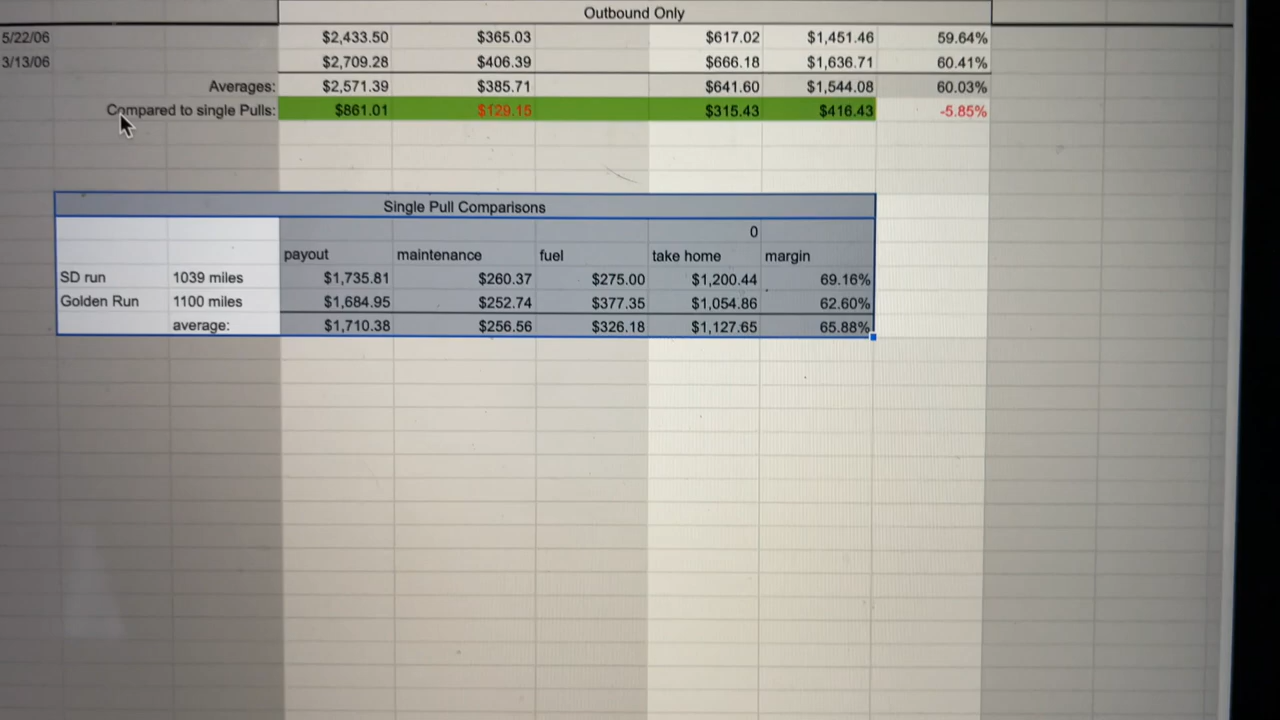 Outbound Only
5/22/06 $2,433.50 $365.03 $617.02 $1,451.46 59.64%
3/13/06 $2,709.28 $406.39 $666.18 $1,636.71 60.41%
Averages: $2,571.39 $385.71 $641.60 $1,544.08 60.03%
Compared to single Pulls: $861.01 $129.15 $315.43 $416.43 -5.85%
Single Pull Comparisons
0
payout maintenance fuel take home margin
SD run 1039 miles $1,735.81 $260.37 $275.00 $1,200.44 69.16%
Golden Run 1100 miles $1,684.95 $252.74 $377.35 $1,054.86 62.60%
average: $1,710.38 $256.56 $326.18 $1,127.65 65.88%